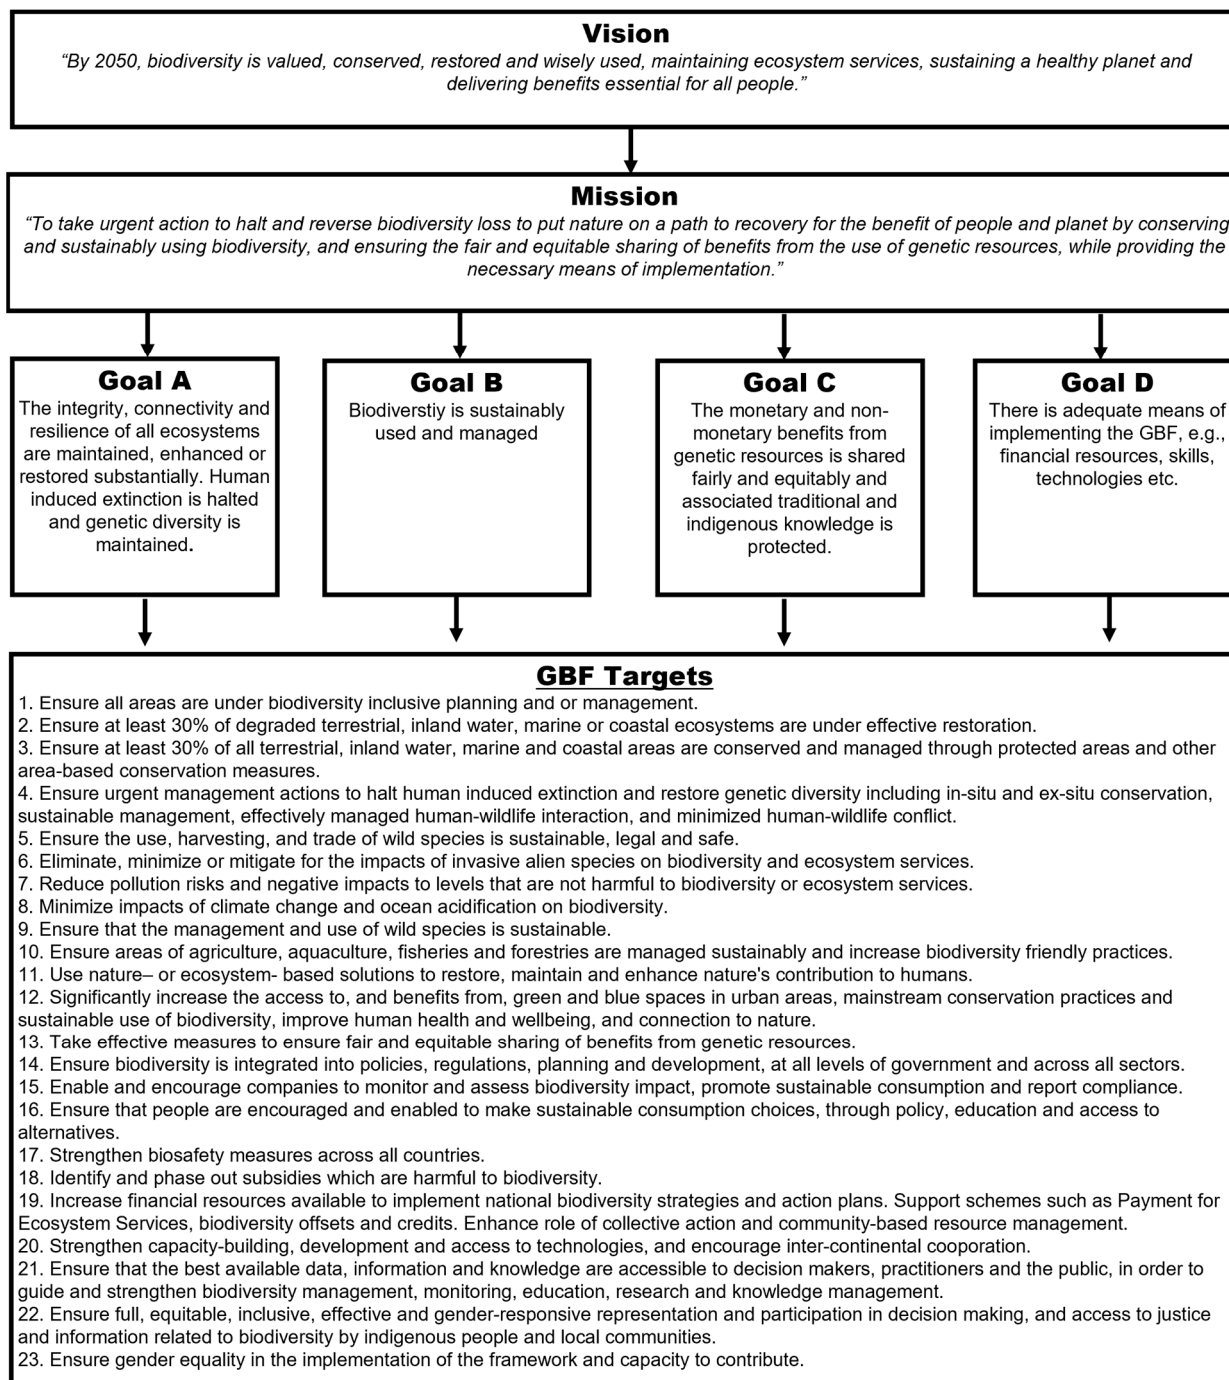 Vision
“By 2050, biodiversity is valued, conserved, restored and wisely used, maintaining ecosystem services, sustaining a healthy planet and
delivering benefits essential for all people.”
Mission
“To take urgent action to halt and reverse biodiversity loss to put nature on a path to recovery for the benefit of people and planet by conserving
and sustainably using biodiversity, and ensuring the fair and equitable sharing of benefits from the use of genetic resources, while providing the
necessary means of implementation.”
Goal A
The integrity, connectivity and
resilience of all ecosystems
are maintained, enhanced or
restored substantially. Human
induced extinction is halted
and genetic diversity is
maintained.
Goal B
Biodiverstiy is sustainably
used and managed
Goal C
The monetary and non-
monetary benefits from
genetic resources is shared
fairly and equitably and
associated traditional and
indigenous knowledge is
protected.
Goal D
There is adequate means of
implementing the GBF, e.g.,
financial resources, skills,
technologies etc.
GBF Targets
1. Ensure all areas are under biodiversity inclusive planning and or management.
2. Ensure at least 30% of degraded terrestrial, inland water, marine or coastal ecosystems are under effective restoration.
3. Ensure at least 30% of all terrestrial, inland water, marine and coastal areas are conserved and managed through protected areas and other
area-based conservation measures.
4. Ensure urgent management actions to halt human induced extinction and restore genetic diversity including in-situ and ex-situ conservation,
sustainable management, effectively managed human-wildlife interaction, and minimized human-wildlife conflict.
5. Ensure the use, harvesting, and trade of wild species is sustainable, legal and safe.
6. Eliminate, minimize or mitigate for the impacts of invasive alien species on biodiversity and ecosystem services.
7. Reduce pollution risks and negative impacts to levels that are not harmful to biodiversity or ecosystem services.
8. Minimize impacts of climate change and ocean acidification on biodiversity.
9. Ensure that the management and use of wild species is sustainable.
10. Ensure areas of agriculture, aquaculture, fisheries and forestries are managed sustainably and increase biodiversity friendly practices.
11. Use nature– or ecosystem- based solutions to restore, maintain and enhance nature's contribution to humans.
12. Significantly increase the access to, and benefits from, green and blue spaces in urban areas, mainstream conservation practices and
sustainable use of biodiversity, improve human health and wellbeing, and connection to nature.
13. Take effective measures to ensure fair and equitable sharing of benefits from genetic resources.
14. Ensure biodiversity is integrated into policies, regulations, planning and development, at all levels of government and across all sectors.
15. Enable and encourage companies to monitor and assess biodiversity impact, promote sustainable consumption and report compliance.
16. Ensure that people are encouraged and enabled to make sustainable consumption choices, through policy, education and access to
alternatives.
17. Strengthen biosafety measures across all countries.
18. Identify and phase out subsidies which are harmful to biodiversity.
19. Increase financial resources available to implement national biodiversity strategies and action plans. Support schemes such as Payment for
Ecosystem Services, biodiversity offsets and credits. Enhance role of collective action and community-based resource management.
20. Strengthen capacity-building, development and access to technologies, and encourage inter-continental cooporation.
21. Ensure that the best available data, information and knowledge are accessible to decision makers, practitioners and the public, in order to
guide and strengthen biodiversity management, monitoring, education, research and knowledge management.
22. Ensure full, equitable, inclusive, effective and gender-responsive representation and participation in decision making, and access to justice
and information related to biodiversity by indigenous people and local communities.
23. Ensure gender equality in the implementation of the framework and capacity to contribute.